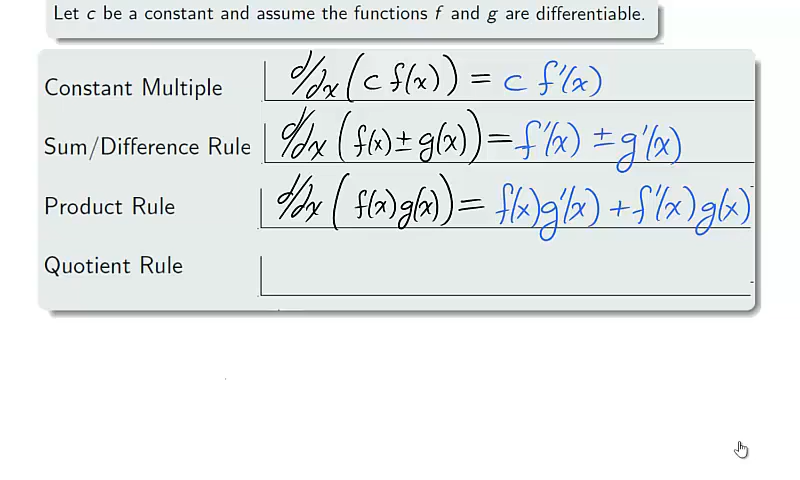 Let c be a constant and assume the functions f and g are differentiable.
Constant Multiple d/dx (c f(x)) = c f'(x)
Sum/Difference Rule d/dx (f(x) ± g(x)) = f'(x) ± g'(x)
Product Rule d/dx (f(x)g(x)) = f(x)g'(x) + f'(x)g(x)
Quotient Rule